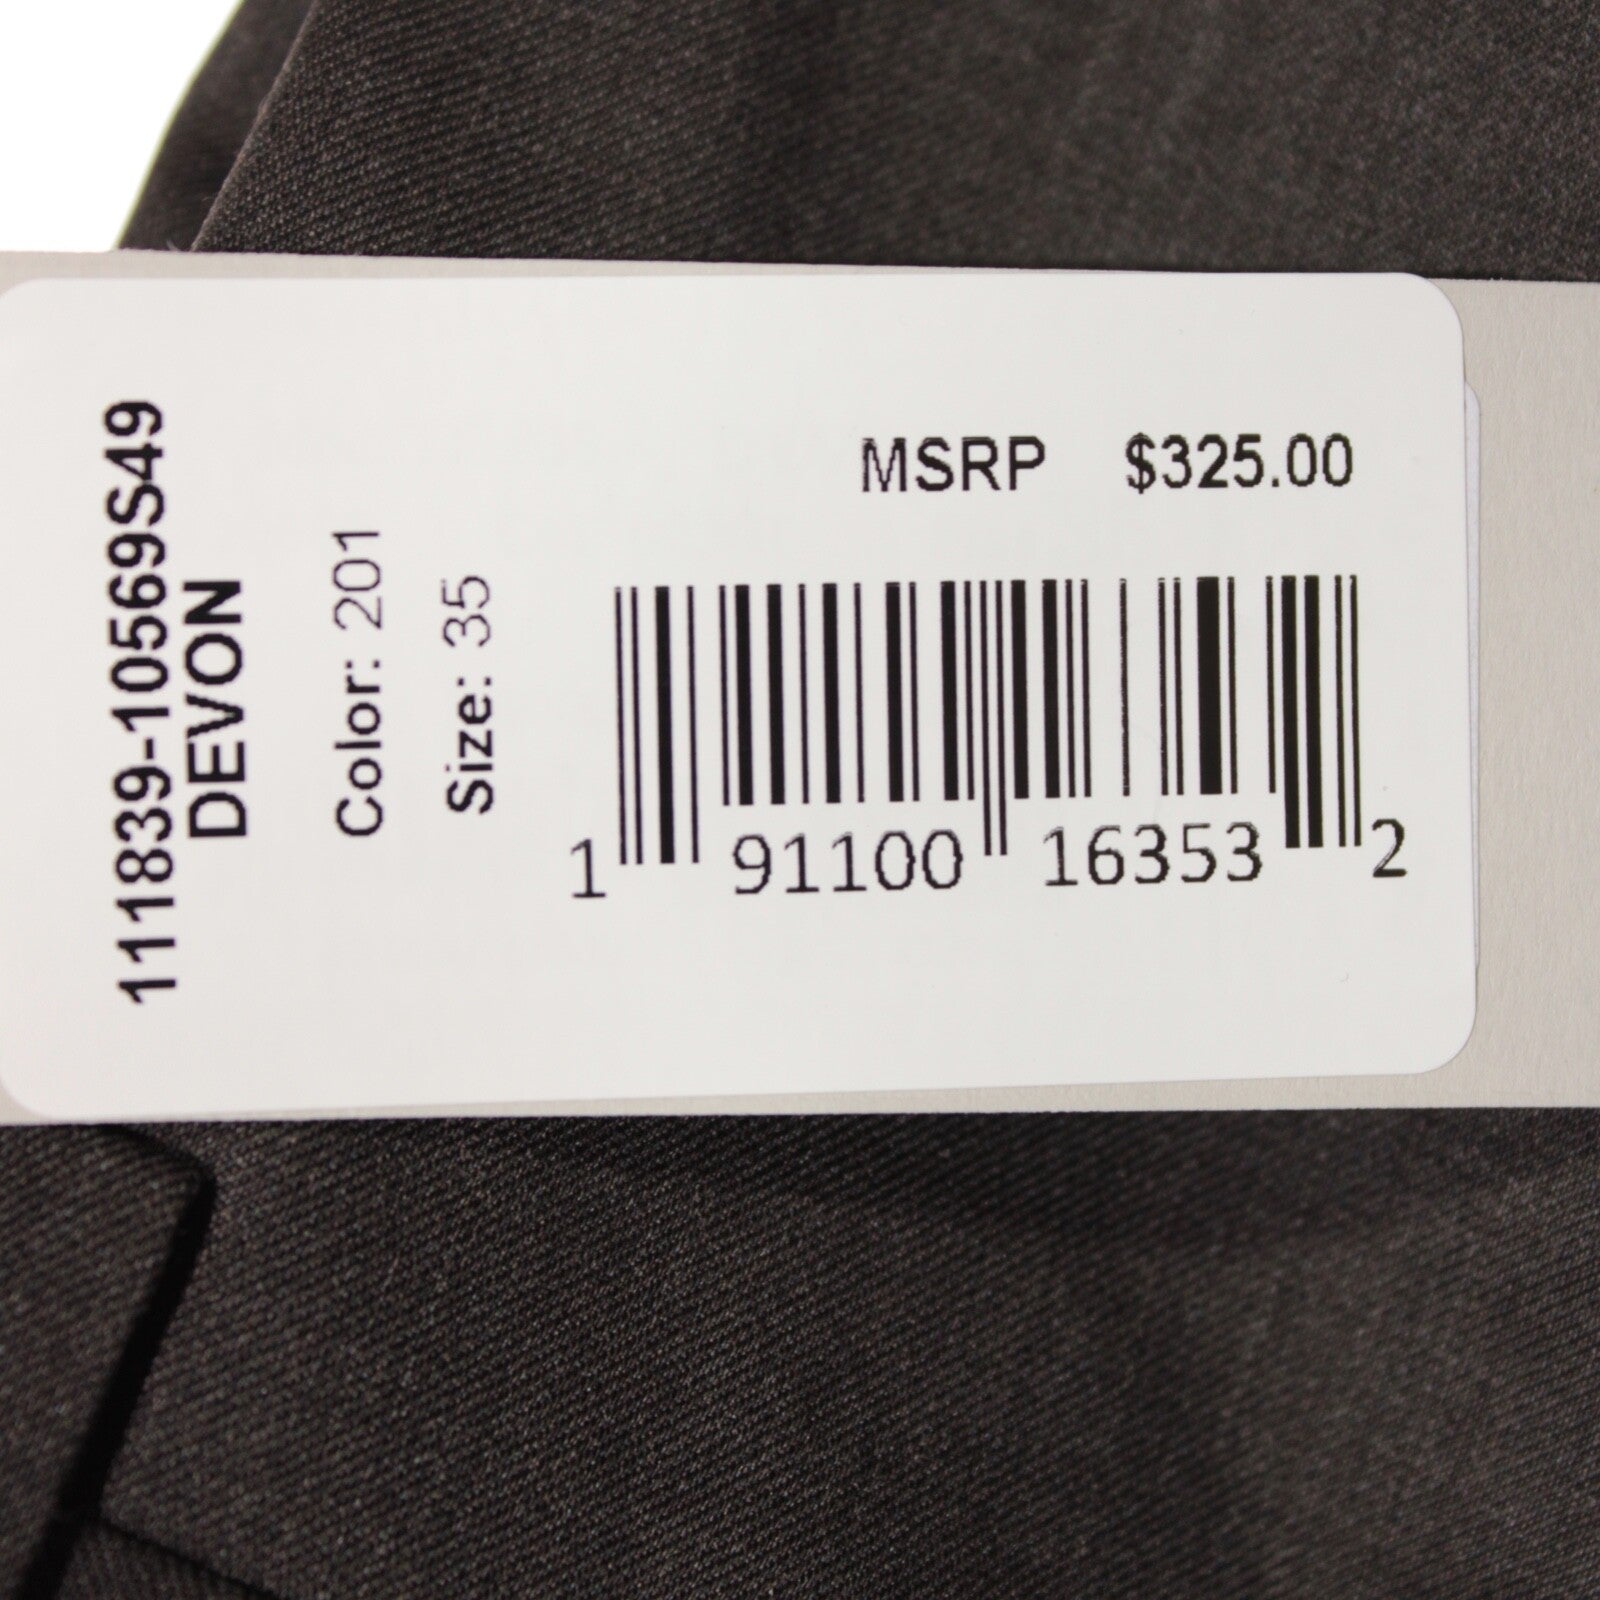 111839-10569S49
DEVON
Color: 201
Size: 35
MSRP $325.00
1 91100 16353 2